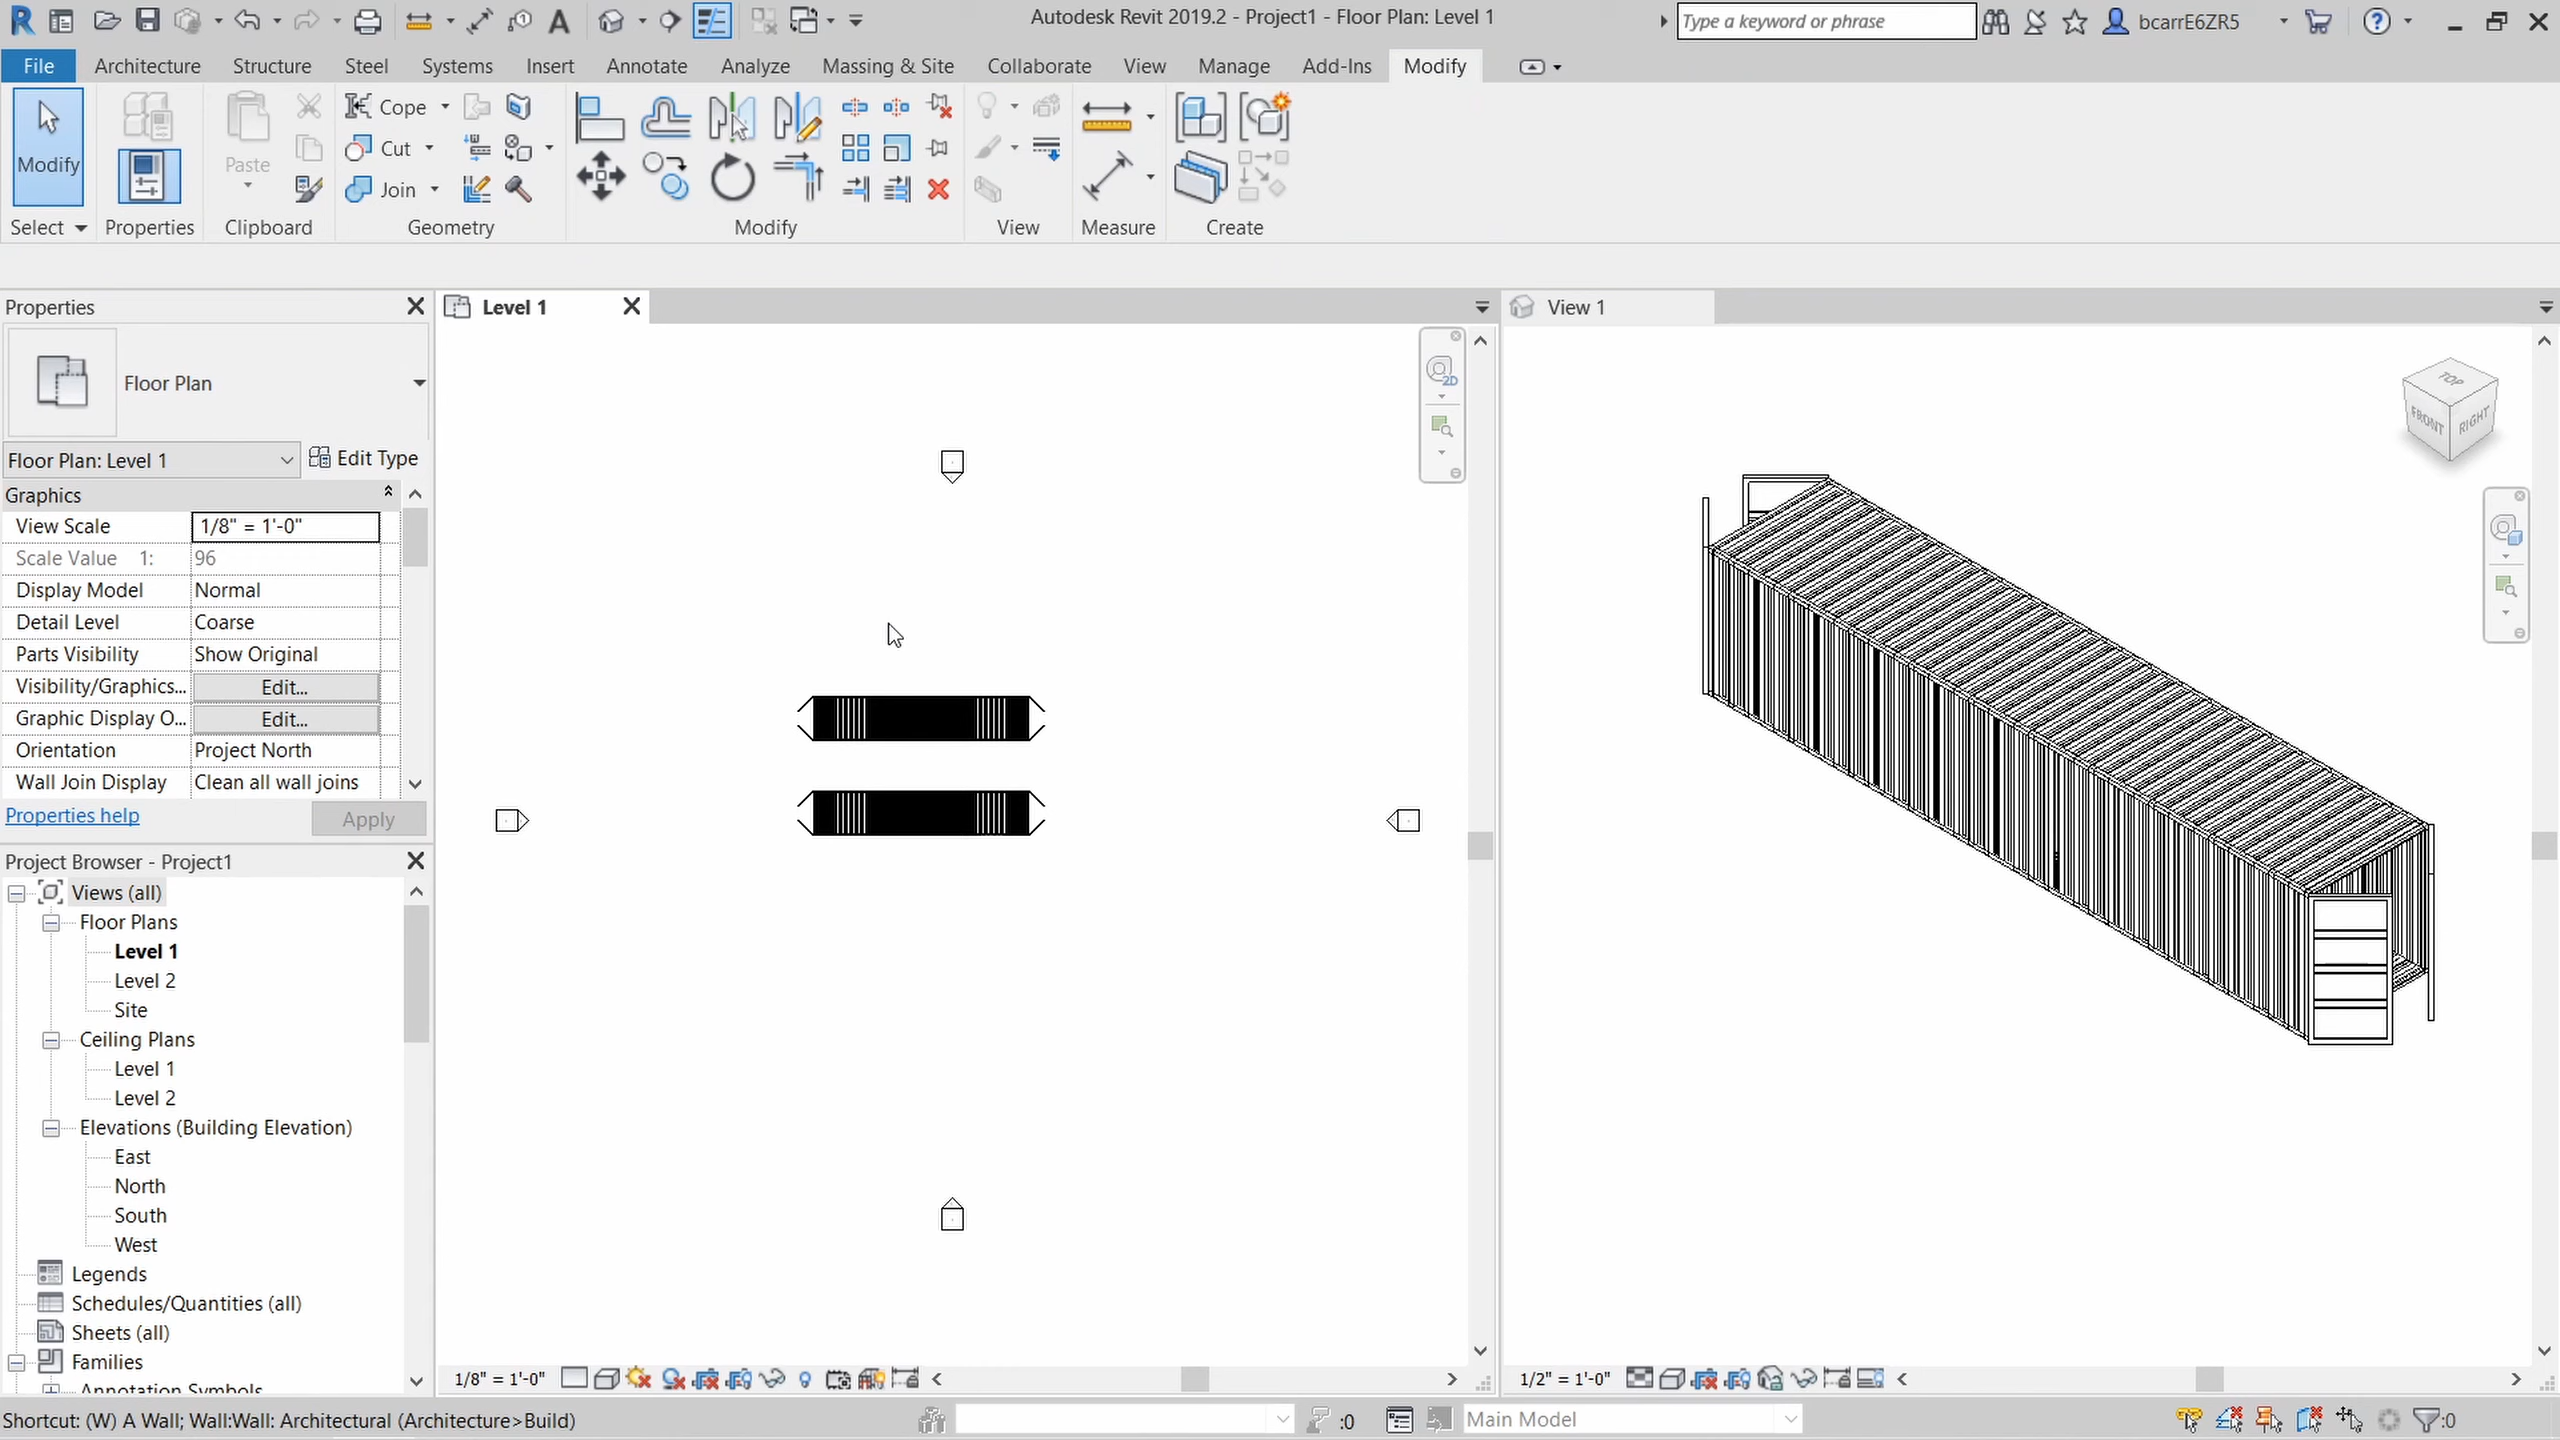 Autodesk Revit 2019.2 - Project1 - Floor Plan: Level 1
Type a keyword or phrase
bcarrE6ZR5
File Architecture Structure Steel Systems Insert Annotate Analyze Massing & Site Collaborate View Manage Add-Ins Modify
Modify
Paste
Cope
Cut
Join
Select Properties Clipboard Geometry Modify View Measure Create
Properties
Floor Plan
Floor Plan: Level 1
Edit Type
Graphics
View Scale 1/8" = 1'-0"
Scale Value 1: 96
Display Model Normal
Detail Level Coarse
Parts Visibility Show Original
Visibility/Graphics... Edit...
Graphic Display O... Edit...
Orientation Project North
Wall Join Display Clean all wall joins
Properties help
Apply
Project Browser - Project1
Views (all)
Floor Plans
Level 1
Level 2
Site
Ceiling Plans
Level 1
Level 2
Elevations (Building Elevation)
East
North
South
West
Legends
Schedules/Quantities (all)
Sheets (all)
Families
Annotation Symbols
Level 1
2D
1/8" = 1'-0"
View 1
TOP
FRONT
RIGHT
1/2" = 1'-0"
Shortcut: (W) A Wall; Wall:Wall: Architectural (Architecture>Build)
:0
Main Model
:0